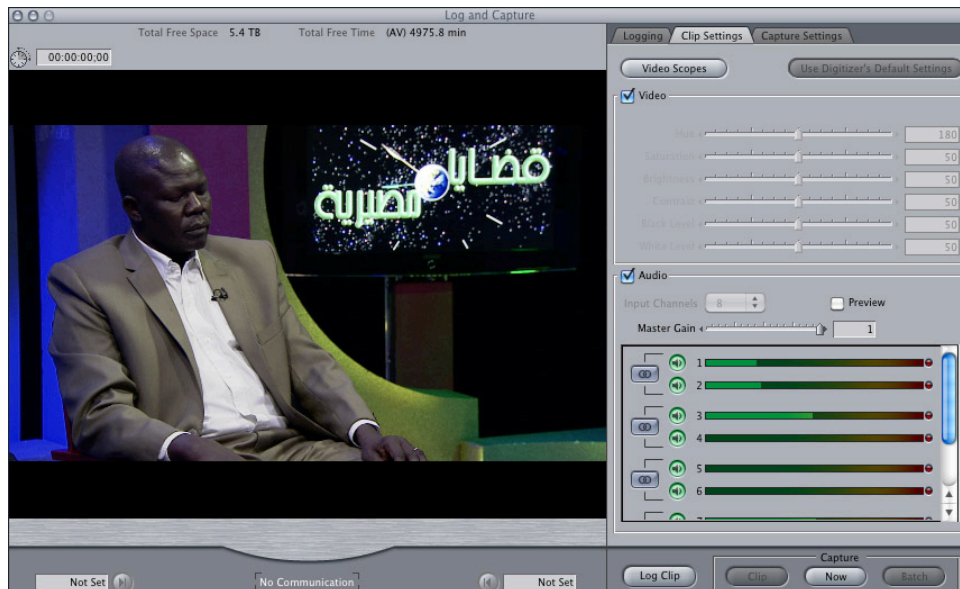 Log and Capture
Total Free Space 5.4 TB Total Free Time (AV) 4975.8 min
00:00:00;00
قضايا
مصيرية
Not Set
No Communication
Not Set
Logging Clip Settings Capture Settings
Video Scopes Use Digitizer's Default Settings
Video
Hue 180
Saturation 50
Brightness 50
Contrast 50
Black Level 50
White Level 50
Audio
Input Channels 8 Preview
Master Gain 1
1
2
3
4
5
6
7
Log Clip
Capture
Clip Now Batch